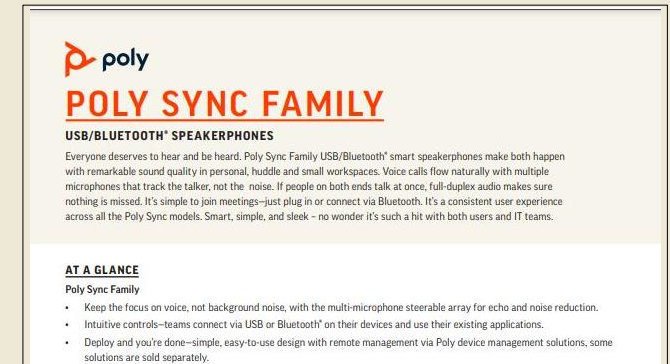 poly
POLY SYNC FAMILY
USB/BLUETOOTH® SPEAKERPHONES
Everyone deserves to hear and be heard. Poly Sync Family USB/Bluetooth® smart speakerphones make both happen
with remarkable sound quality in personal, huddle and small workspaces. Voice calls flow naturally with multiple
microphones that track the talker, not the noise. If people on both ends talk at once, full-duplex audio makes sure
nothing is missed. It's simple to join meetings—just plug in or connect via Bluetooth. It's a consistent user experience
across all the Poly Sync models. Smart, simple, and sleek – no wonder it's such a hit with both users and IT teams.
AT A GLANCE
Poly Sync Family
• Keep the focus on voice, not background noise, with the multi-microphone steerable array for echo and noise reduction.
• Intuitive controls—teams connect via USB or Bluetooth® on their devices and use their existing applications.
• Deploy and you're done—simple, easy-to-use design with remote management via Poly device management solutions, some
solutions are sold separately.